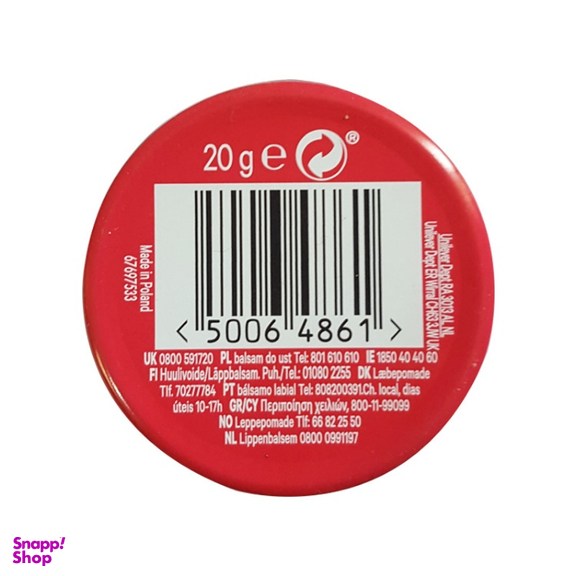 20 g ℮ ®
Made in Poland
67697533
Unilever Dept RA, 3013 AL, NL
Unilever Dept ER Wirral CH63 3JW UK
< 5006 4861 >
UK 0800 591720 PL balsam do ust Tel: 801 610 610 IE 1850 40 40 60
FI Huulivoide/Läppbalsam. Puh./Tel: 01080 2255 DK Læbepomade
Tlf. 70277784 PT bálsamo labial Tel: 808200391.Ch. local, dias
úteis 10-17h GR/CY Περιποίηση χειλιών, 800-11-99099
NO Leppepomade Tlf: 66 82 25 50
NL Lippenbalsem 0800 0991197
Snapp!
Shop